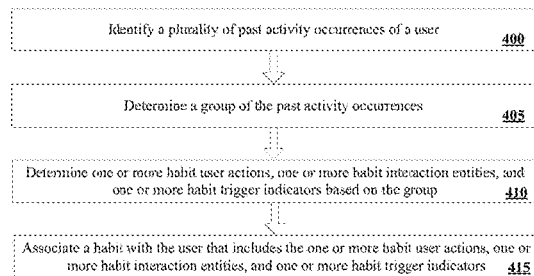 Identify a plurality of past activity occurrences of a user
400
Determine a group of the past activity occurrences
405
Determine one or more habit user actions, one or more habit interaction entities, and
one or more habit trigger indicators based on the group
410
Associate a habit with the user that includes the one or more habit user actions, one or
more habit interaction entities, and one or more habit trigger indicators
415